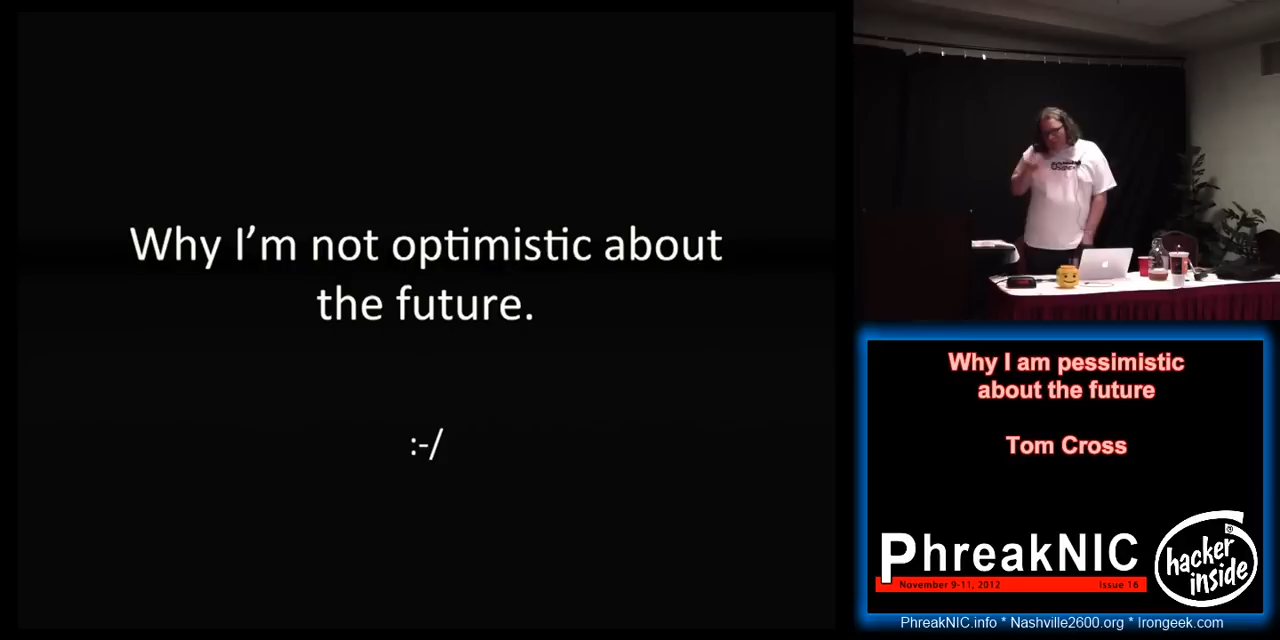 Why I'm not optimistic about
the future.
:-/
Why I am pessimistic
about the future
Tom Cross
PhreakNIC
November 9-11, 2012 Issue 16
hacker
inside
PhreakNIC.info * Nashville2600.org * Irongeek.com